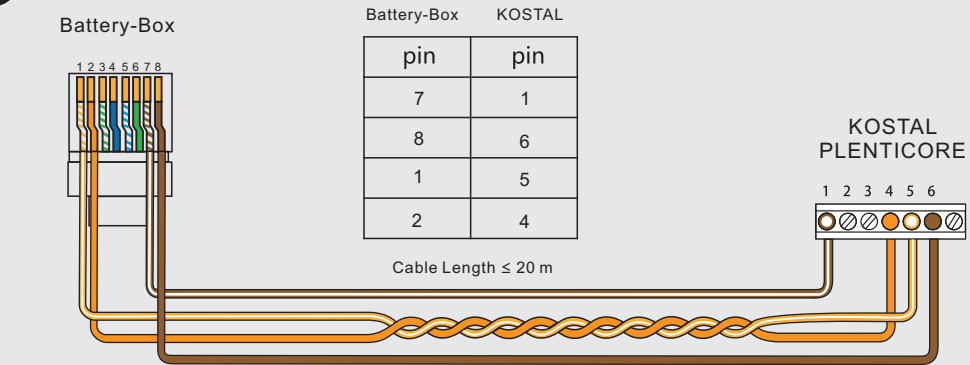 Battery-Box
1 2 3 4 5 6 7 8
Battery-Box KOSTAL
pin pin
7 1
8 6
1 5
2 4
Cable Length ≤ 20 m
KOSTAL
PLENTICORE
1 2 3 4 5 6